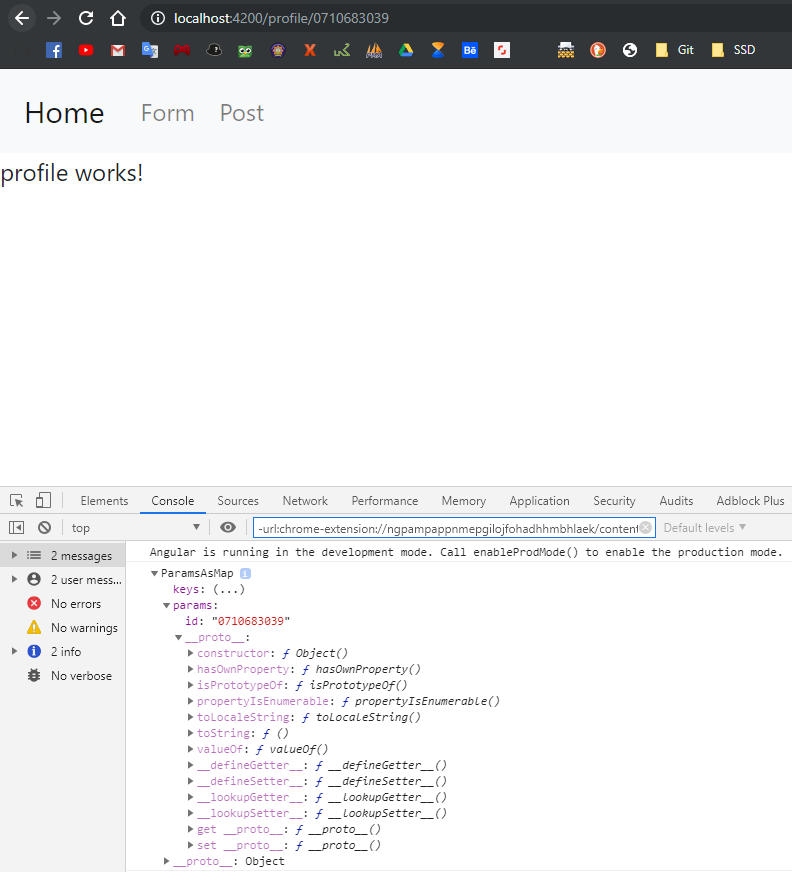 localhost:4200/profile/0710683039
Git SSD
Home Form Post
profile works!
Elements Console Sources Network Performance Memory Application Security Audits Adblock Plus
top -url:chrome-extension://ngpampappnmepgilojfohadhhmbhlaek/content Default levels
2 messages
2 user mess...
No errors
No warnings
2 info
No verbose
Angular is running in the development mode. Call enableProdMode() to enable the production mode.
ParamsAsMap
keys: (...)
params:
id: "0710683039"
__proto__:
constructor: ƒ Object()
hasOwnProperty: ƒ hasOwnProperty()
isPrototypeOf: ƒ isPrototypeOf()
propertyIsEnumerable: ƒ propertyIsEnumerable()
toLocaleString: ƒ toLocaleString()
toString: ƒ ()
valueOf: ƒ valueOf()
__defineGetter__: ƒ __defineGetter__()
__defineSetter__: ƒ __defineSetter__()
__lookupGetter__: ƒ __lookupGetter__()
__lookupSetter__: ƒ __lookupSetter__()
get __proto__: ƒ __proto__()
set __proto__: ƒ __proto__()
__proto__: Object